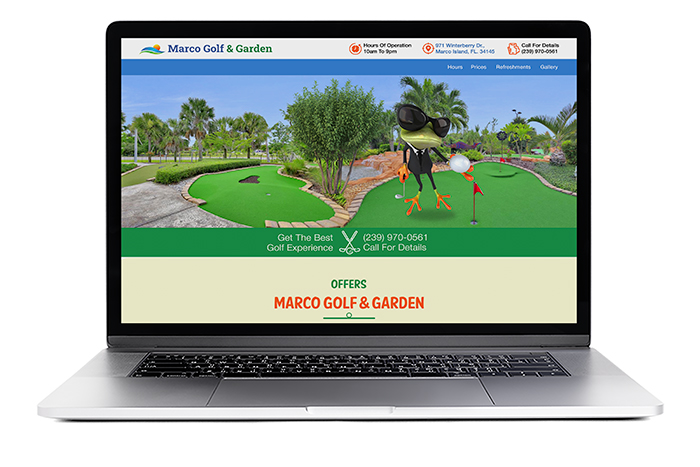 Marco Golf & Garden
Hours Of Operation
10am To 9pm
971 Winterberry Dr.,
Marco Island, FL. 34145
Call For Details
(239) 970-0561
Hours Prices Refreshments Gallery
Get The Best
Golf Experience
(239) 970-0561
Call For Details
OFFERS
MARCO GOLF & GARDEN